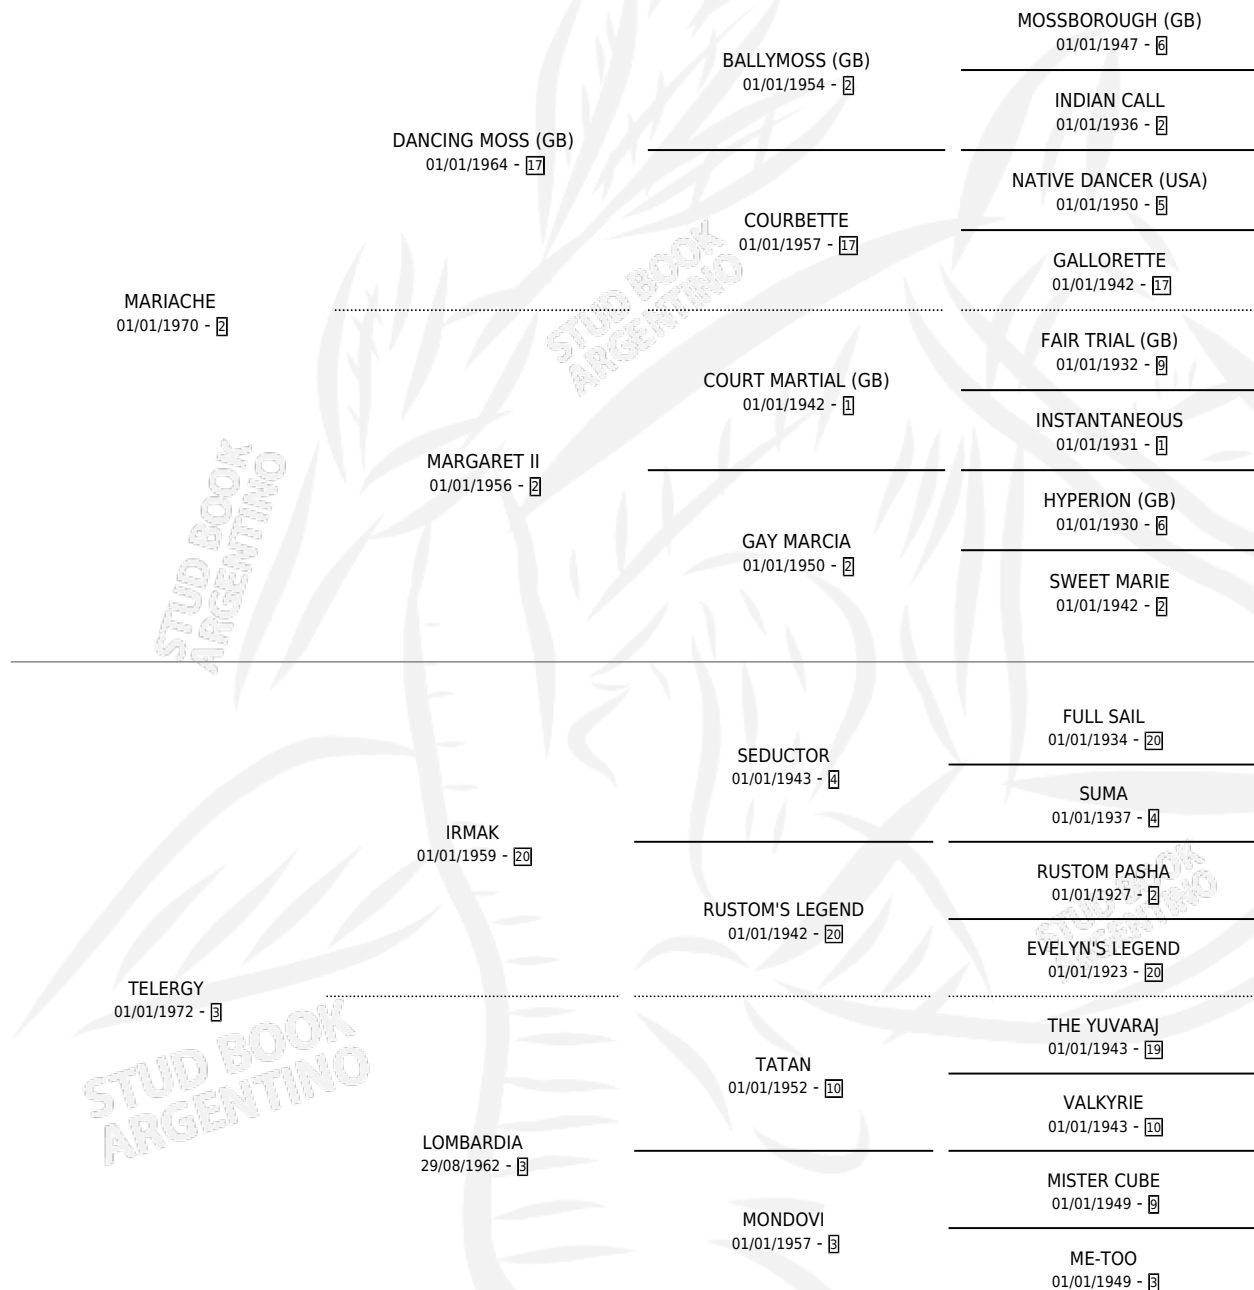 MOSSBOROUGH (GB)
01/01/1947 - 6
BALLYMOSS (GB)
01/01/1954 - 2
INDIAN CALL
01/01/1936 - 2
DANCING MOSS (GB)
01/01/1964 - 17
NATIVE DANCER (USA)
01/01/1950 - 5
COURBETTE
01/01/1957 - 17
GALLORETTE
01/01/1942 - 17
MARIACHE
01/01/1970 - 2
FAIR TRIAL (GB)
01/01/1932 - 9
COURT MARTIAL (GB)
01/01/1942 - 1
INSTANTANEOUS
01/01/1931 - 1
MARGARET II
01/01/1956 - 2
HYPERION (GB)
01/01/1930 - 6
GAY MARCIA
01/01/1950 - 2
SWEET MARIE
01/01/1942 - 2
STUD BOOK
ARGENTINO
STUD BOOK
ARGENTINO
FULL SAIL
01/01/1934 - 20
SEDUCTOR
01/01/1943 - 4
SUMA
01/01/1937 - 4
IRMAK
01/01/1959 - 20
RUSTOM PASHA
01/01/1927 - 2
RUSTOM'S LEGEND
01/01/1942 - 20
EVELYN'S LEGEND
01/01/1923 - 20
STUD BOOK
ARGENTINO
TELERGY
01/01/1972 - 3
THE YUVARAJ
01/01/1943 - 19
TATAN
01/01/1952 - 10
VALKYRIE
01/01/1943 - 10
LOMBARDIA
29/08/1962 - 3
MISTER CUBE
01/01/1949 - 9
MONDOVI
01/01/1957 - 3
ME-TOO
01/01/1949 - 3
STUD BOOK
ARGENTINO